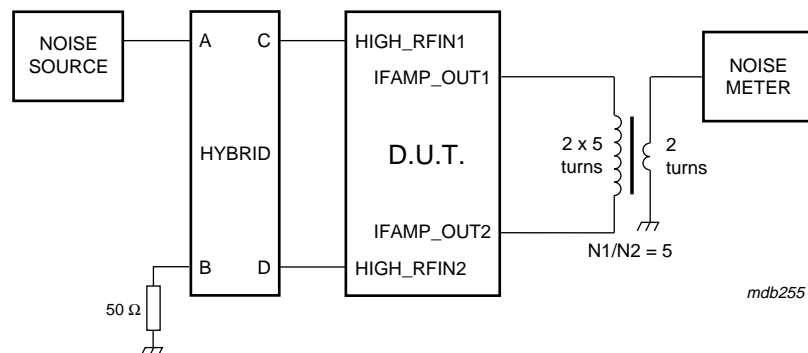 NOISE
SOURCE
A
C
HIGH_RFIN1
IFAMP_OUT1
NOISE
METER
HYBRID
D.U.T.
2 x 5
turns
2
turns
IFAMP_OUT2
N1/N2 = 5
B
D
HIGH_RFIN2
50 Ω
mdb255